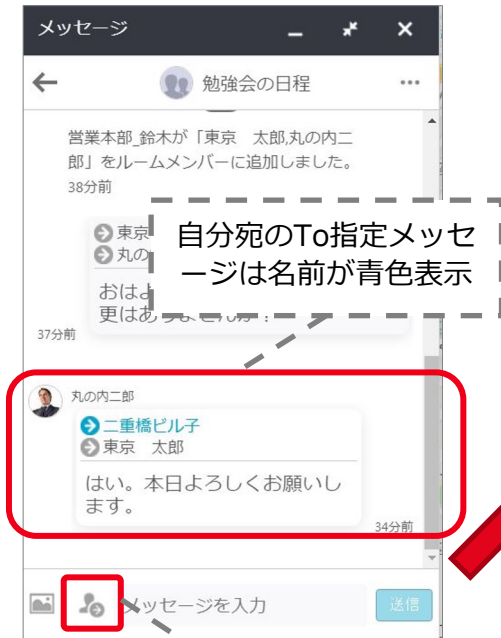 メッセージ
勉強会の日程
営業本部_鈴木が「東京 太郎,丸の内二
郎」をルームメンバーに追加しました。
38分前
自分宛のTo指定メッセ
ージは名前が青色表示
東京
丸の
おはよ
更はあ
37分前
丸の内二郎
二重橋ビル子
東京 太郎
はい。本日よろしくお願いし
ます。
34分前
メッセージを入力
送信